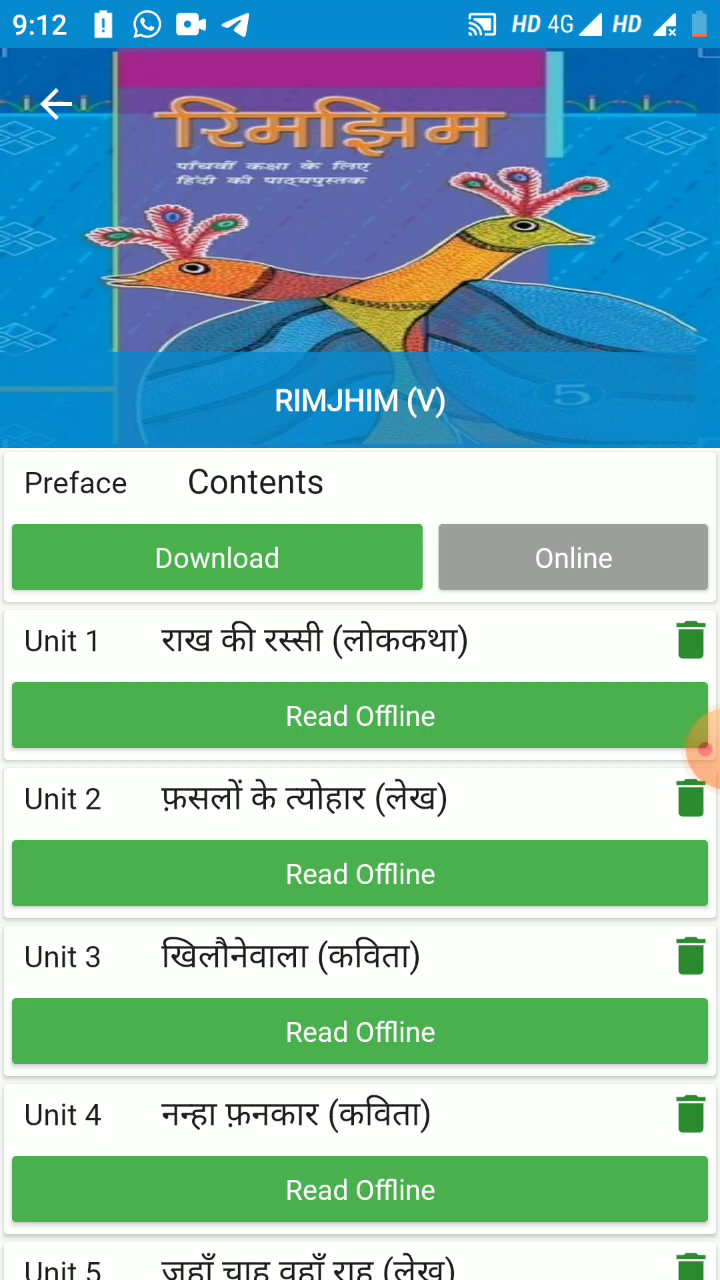 9:12
HD 4G HD
रिमझिम
पाँचवीं कक्षा के लिए
हिंदी की पाठ्यपुस्तक
5
RIMJHIM (V)
Preface Contents
Download Online
Unit 1 राख की रस्सी (लोककथा)
Read Offline
Unit 2 फ़सलों के त्योहार (लेख)
Read Offline
Unit 3 खिलौनेवाला (कविता)
Read Offline
Unit 4 नन्हा फ़नकार (कविता)
Read Offline
Unit 5 जहाँ चाह वहाँ राह (लेख)